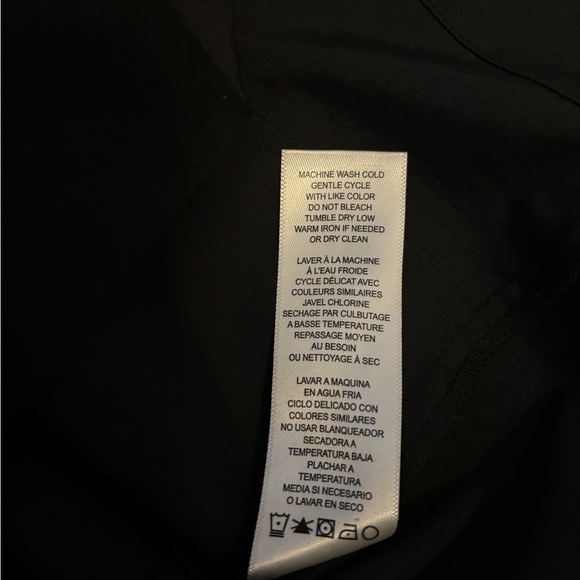 MACHINE WASH COLD
GENTLE CYCLE
WITH LIKE COLOR
DO NOT BLEACH
TUMBLE DRY LOW
WARM IRON IF NEEDED
OR DRY CLEAN
LAVER À LA MACHINE
À L'EAU FROIDE
CYCLE DÉLICAT AVEC
COULEURS SIMILAIRES
JAVEL CHLORINE
SECHAGE PAR CULBUTAGE
A BASSE TEMPERATURE
REPASSAGE MOYEN
AU BESOIN
OU NETTOYAGE À SEC
LAVAR A MAQUINA
EN AGUA FRIA
CICLO DELICADO CON
COLORES SIMILARES
NO USAR BLANQUEADOR
SECADORA A
TEMPERATURA BAJA
PLACHAR A
TEMPERATURA
MEDIA SI NECESARIO
O LAVAR EN SECO